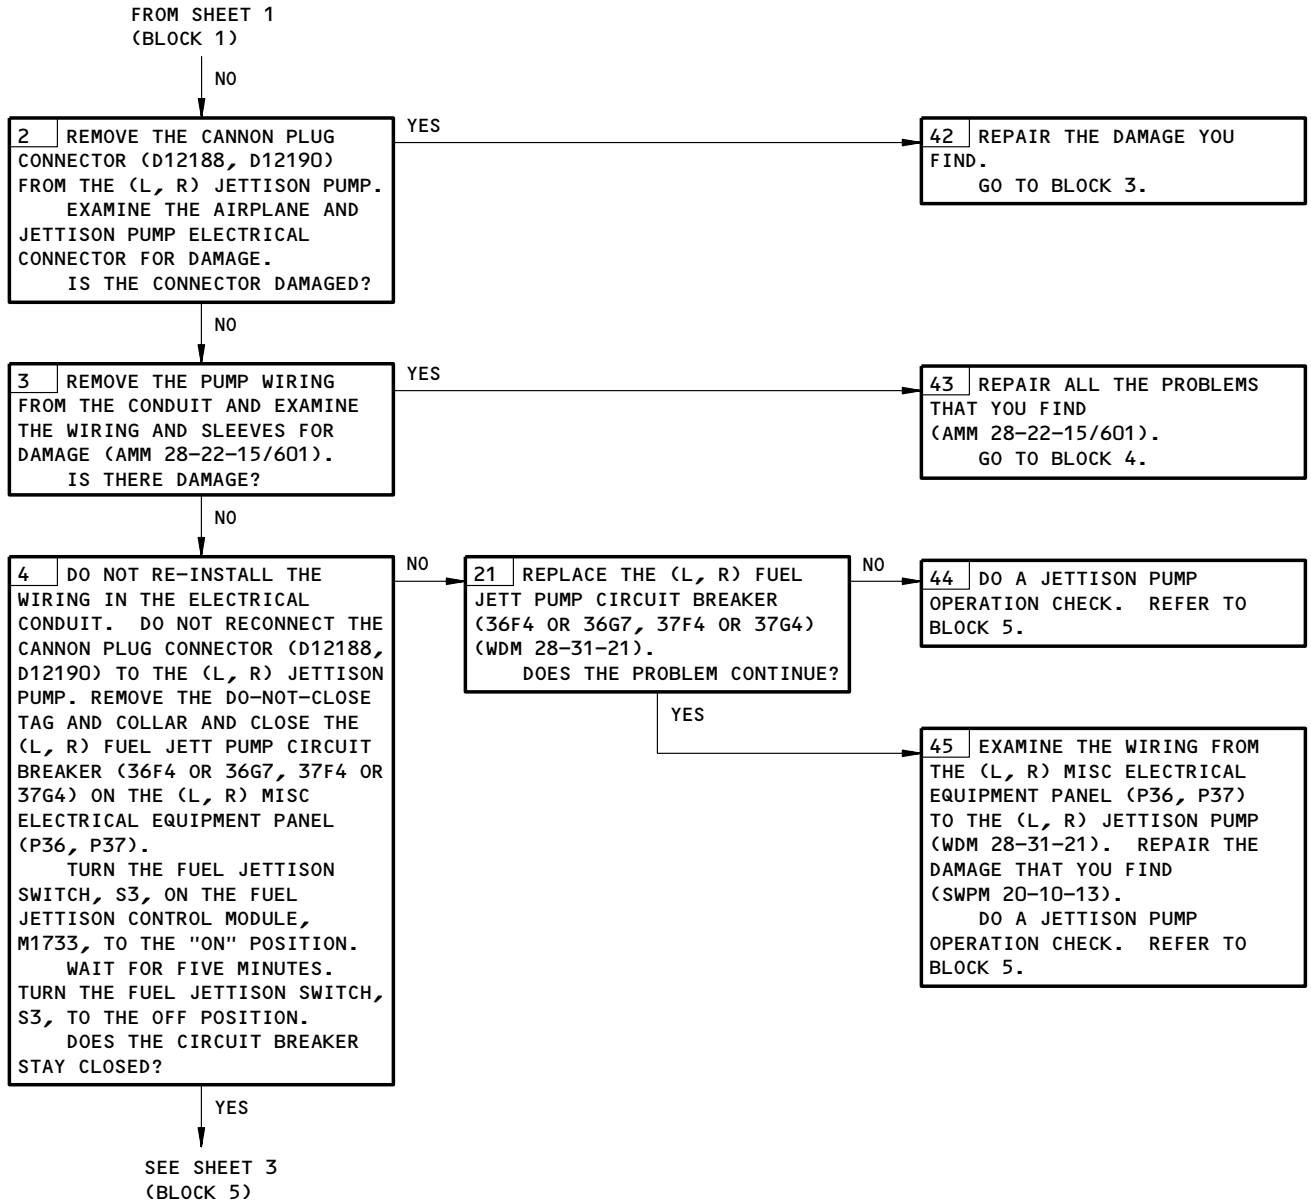 FROM SHEET 1
(BLOCK 1)
NO
2 REMOVE THE CANNON PLUG
CONNECTOR (D12188, D12190)
FROM THE (L, R) JETTISON PUMP.
EXAMINE THE AIRPLANE AND
JETTISON PUMP ELECTRICAL
CONNECTOR FOR DAMAGE.
IS THE CONNECTOR DAMAGED?
YES
42 REPAIR THE DAMAGE YOU
FIND.
GO TO BLOCK 3.
NO
3 REMOVE THE PUMP WIRING
FROM THE CONDUIT AND EXAMINE
THE WIRING AND SLEEVES FOR
DAMAGE (AMM 28-22-15/601).
IS THERE DAMAGE?
YES
43 REPAIR ALL THE PROBLEMS
THAT YOU FIND
(AMM 28-22-15/601).
GO TO BLOCK 4.
NO
4 DO NOT RE-INSTALL THE
WIRING IN THE ELECTRICAL
CONDUIT. DO NOT RECONNECT THE
CANNON PLUG CONNECTOR (D12188,
D12190) TO THE (L, R) JETTISON
PUMP. REMOVE THE DO-NOT-CLOSE
TAG AND COLLAR AND CLOSE THE
(L, R) FUEL JETT PUMP CIRCUIT
BREAKER (36F4 OR 36G7, 37F4 OR
37G4) ON THE (L, R) MISC
ELECTRICAL EQUIPMENT PANEL
(P36, P37).
TURN THE FUEL JETTISON
SWITCH, S3, ON THE FUEL
JETTISON CONTROL MODULE,
M1733, TO THE "ON" POSITION.
WAIT FOR FIVE MINUTES.
TURN THE FUEL JETTISON SWITCH,
S3, TO THE OFF POSITION.
DOES THE CIRCUIT BREAKER
STAY CLOSED?
NO
21 REPLACE THE (L, R) FUEL
JETT PUMP CIRCUIT BREAKER
(36F4 OR 36G7, 37F4 OR 37G4)
(WDM 28-31-21).
DOES THE PROBLEM CONTINUE?
NO
44 DO A JETTISON PUMP
OPERATION CHECK. REFER TO
BLOCK 5.
YES
45 EXAMINE THE WIRING FROM
THE (L, R) MISC ELECTRICAL
EQUIPMENT PANEL (P36, P37)
TO THE (L, R) JETTISON PUMP
(WDM 28-31-21). REPAIR THE
DAMAGE THAT YOU FIND
(SWPM 20-10-13).
DO A JETTISON PUMP
OPERATION CHECK. REFER TO
BLOCK 5.
YES
SEE SHEET 3
(BLOCK 5)